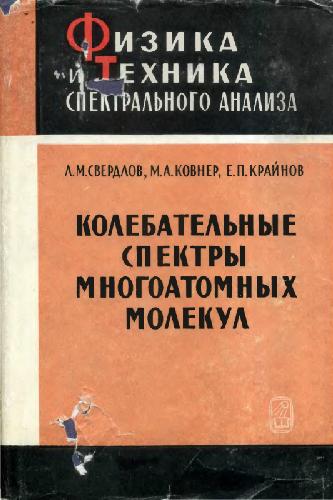 Физика
и Техника
спектрального анализа
Л.М.СВЕРДЛОВ, М.А.КОВНЕР, Е.П.КРАЙНОВ
КОЛЕБАТЕЛЬНЫЕ
СПЕКТРЫ
МНОГОАТОМНЫХ
МОЛЕКУЛ